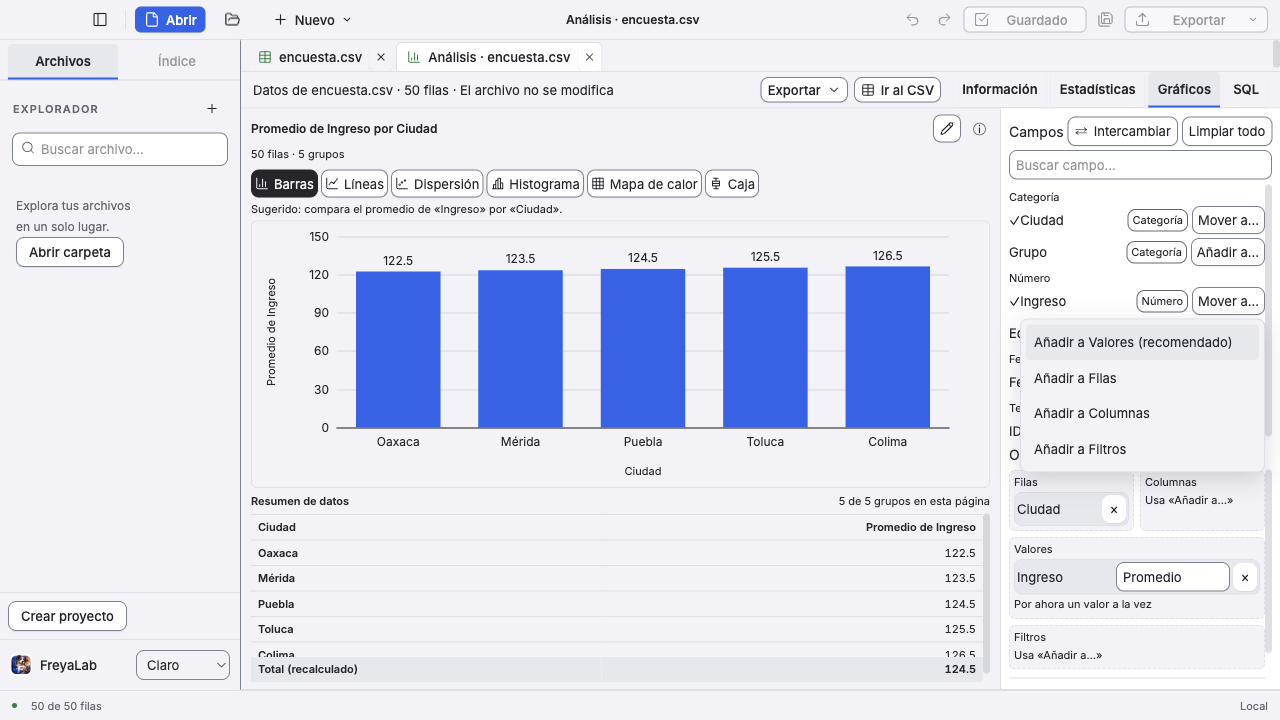 Abrir
Nuevo
Análisis · encuesta.csv
Guardado
Exportar
Archivos
Índice
encuesta.csv
Análisis · encuesta.csv
EXPLORADOR
Buscar archivo...
Explora tus archivos
en un solo lugar.
Abrir carpeta
Crear proyecto
FreyaLab
Claro
Datos de encuesta.csv · 50 filas · El archivo no se modifica
Exportar
Ir al CSV
Información
Estadísticas
Gráficos
SQL
Promedio de Ingreso por Ciudad
50 filas · 5 grupos
Barras
Líneas
Dispersión
Histograma
Mapa de calor
Caja
Sugerido: compara el promedio de «Ingreso» por «Ciudad».
150
120
90
60
30
0
Promedio de Ingreso
122.5
123.5
124.5
125.5
126.5
Oaxaca
Mérida
Puebla
Toluca
Colima
Ciudad
Resumen de datos
5 de 5 grupos en esta página
Ciudad Promedio de Ingreso
Oaxaca 122.5
Mérida 123.5
Puebla 124.5
Toluca 125.5
Colima 126.5
Total (recalculado) 124.5
Campos
Intercambiar
Limpiar todo
Buscar campo...
Categoría
Ciudad Categoría Mover a...
Grupo Categoría Añadir a...
Número
Ingreso Número Mover a...
Añadir a Valores (recomendado)
Añadir a Filas
Añadir a Columnas
Añadir a Filtros
Filas
Ciudad
Columnas
Usa «Añadir a...»
Valores
Ingreso Promedio
Por ahora un valor a la vez
Filtros
Usa «Añadir a...»
50 de 50 filas
Local